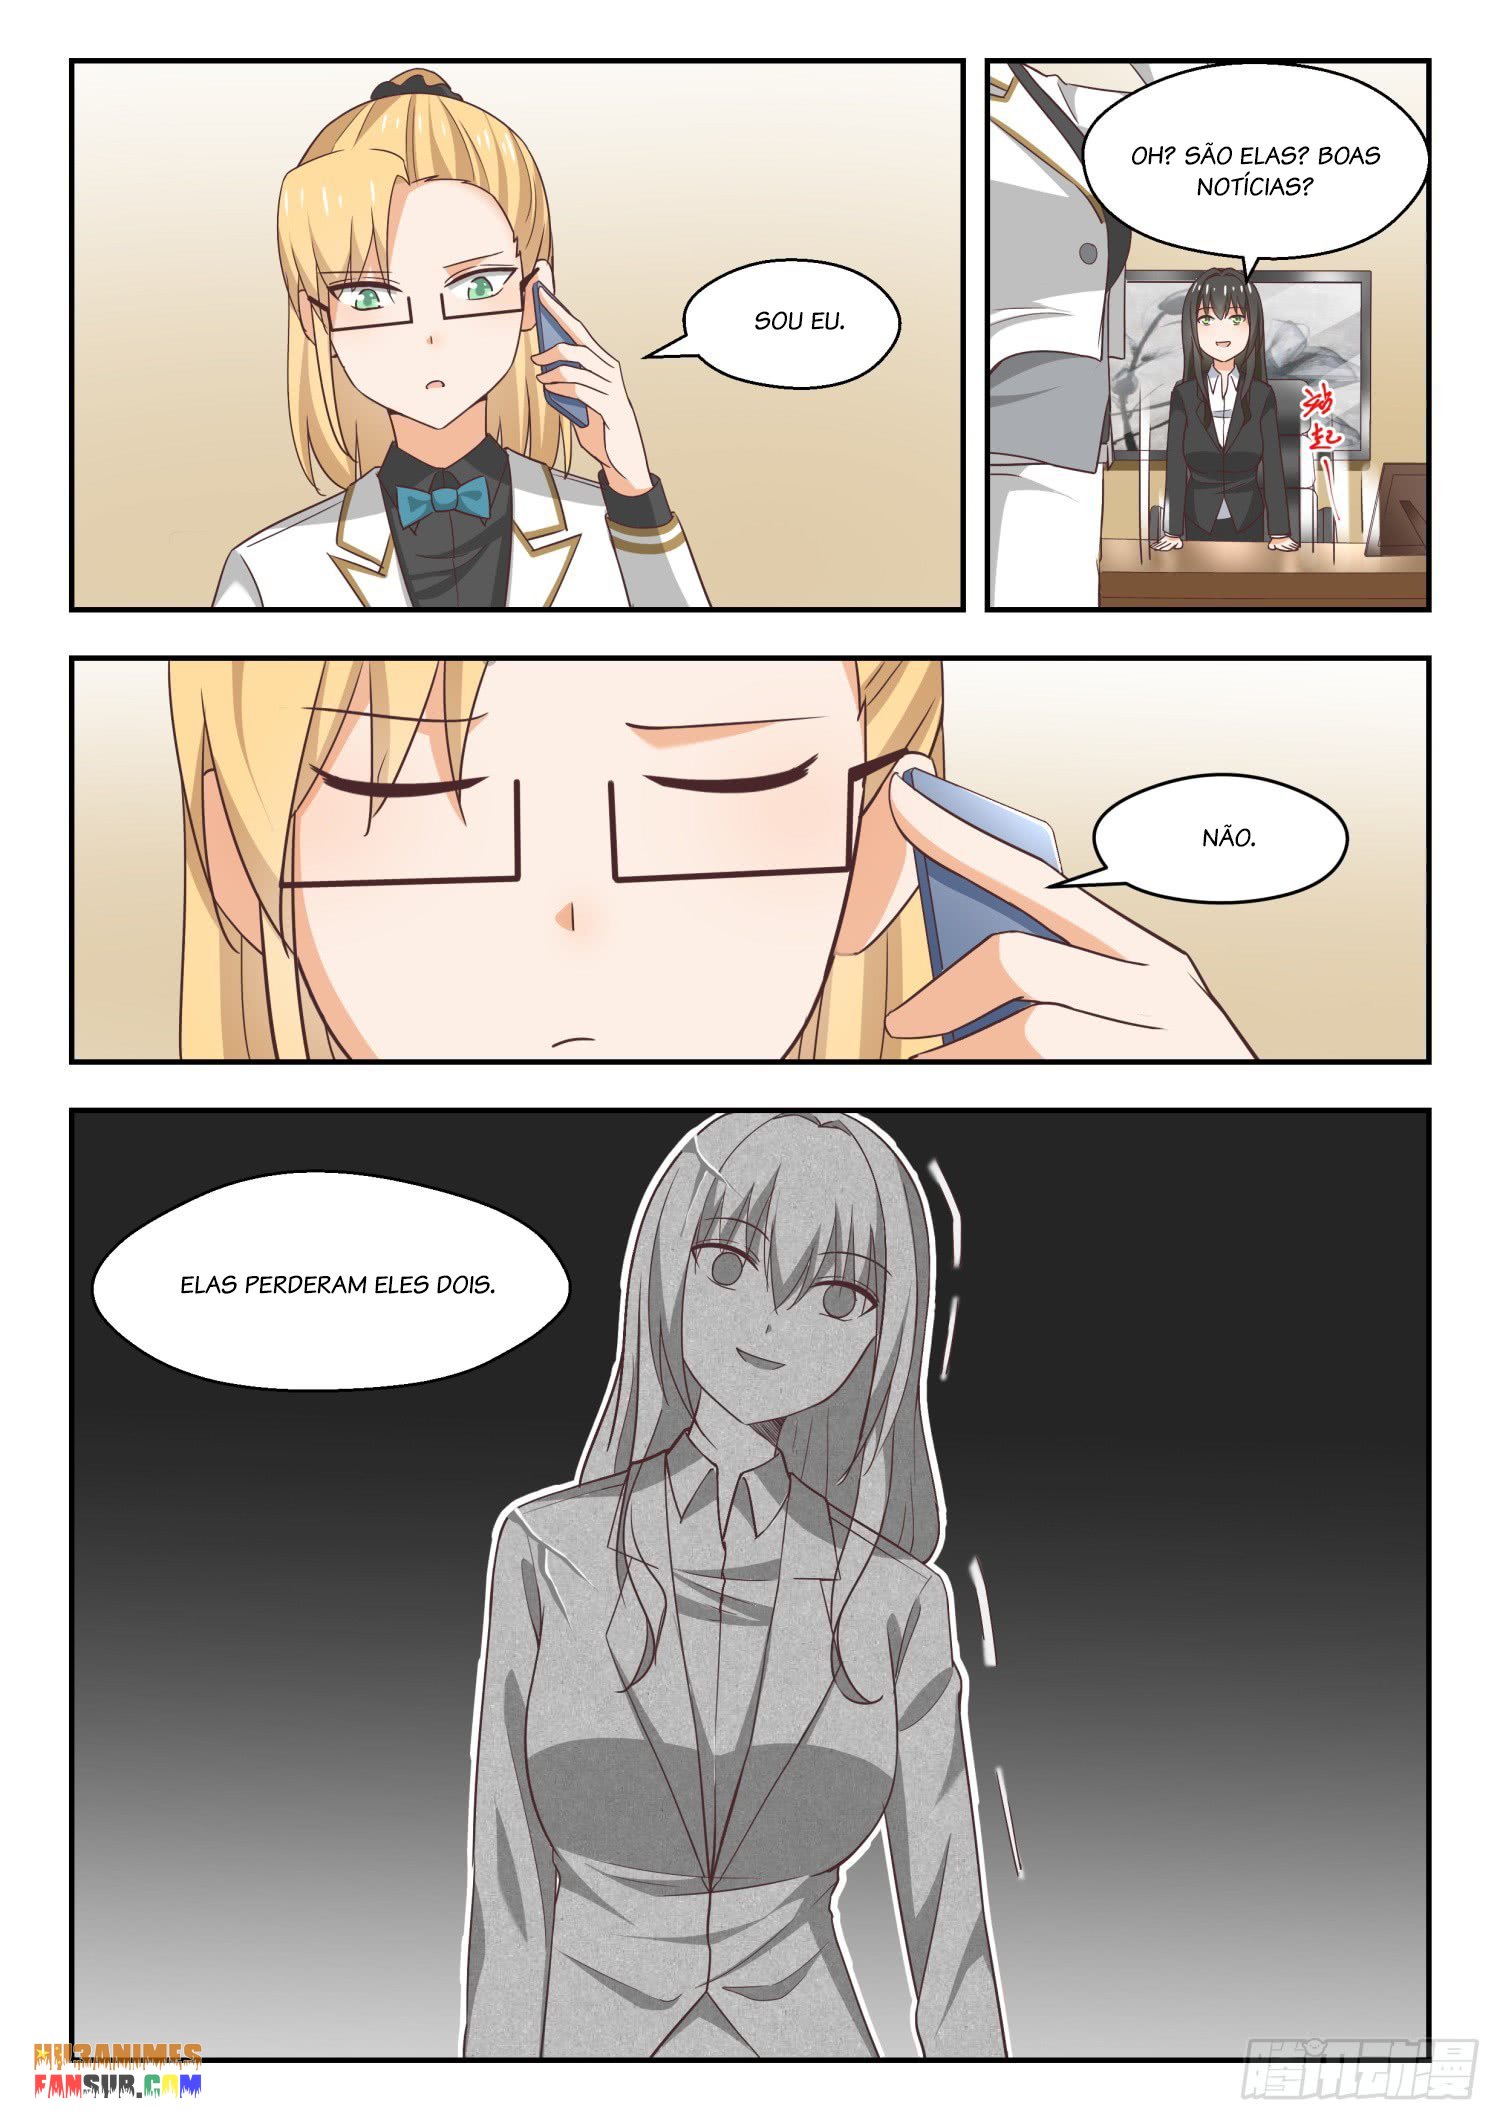 SOU EU.
OH? SÃO ELAS? BOAS
NOTÍCIAS?
站起
NÃO.
ELAS PERDERAM ELES DOIS.
HU3ANIMES
FANSUB.COM
腾讯动漫